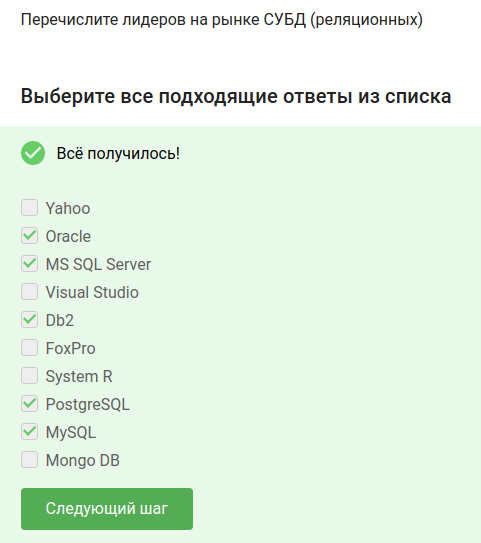 Перечислите лидеров на рынке СУБД (реляционных)
Выберите все подходящие ответы из списка
Всё получилось!
Yahoo
Oracle
MS SQL Server
Visual Studio
Db2
FoxPro
System R
PostgreSQL
MySQL
Mongo DB
Следующий шаг